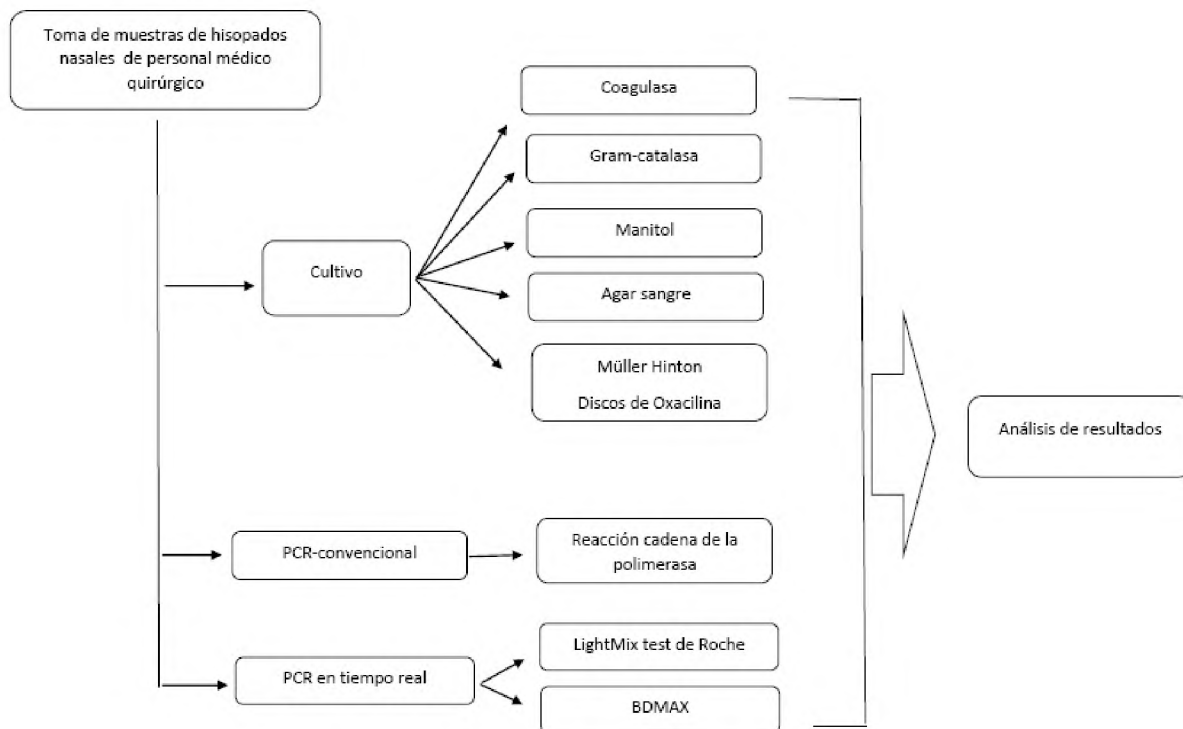 Toma de muestras de hisopados
nasales de personal médico
quirúrgico
Cultivo
Coagulasa
Gram-catalasa
Manitol
Agar sangre
Müller Hinton
Discos de Oxacilina
PCR-convencional
Reacción cadena de la
polimerasa
PCR en tiempo real
LightMix test de Roche
BDMAX
Análisis de resultados